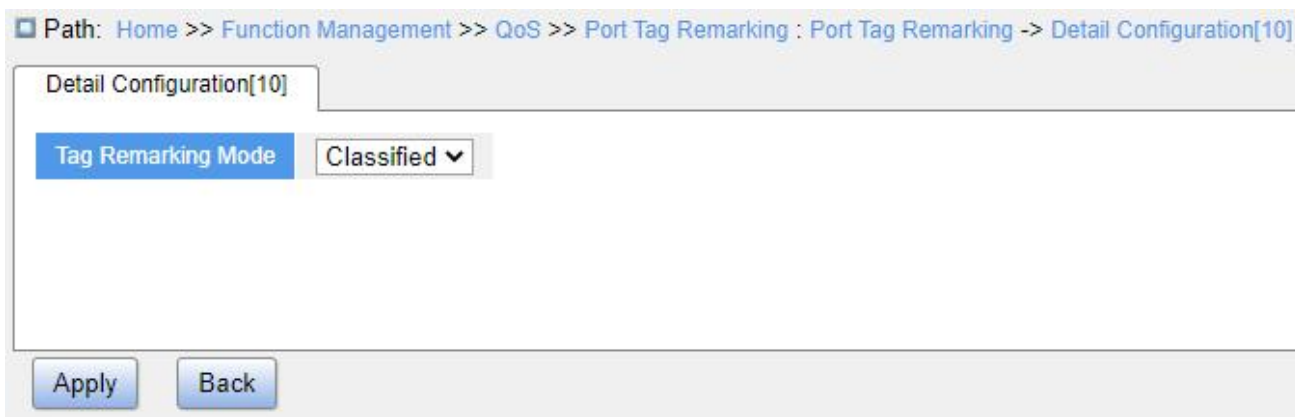 Path: Home >> Function Management >> QoS >> Port Tag Remarking : Port Tag Remarking -> Detail Configuration[10]
Detail Configuration[10]
Tag Remarking Mode Classified
Apply Back